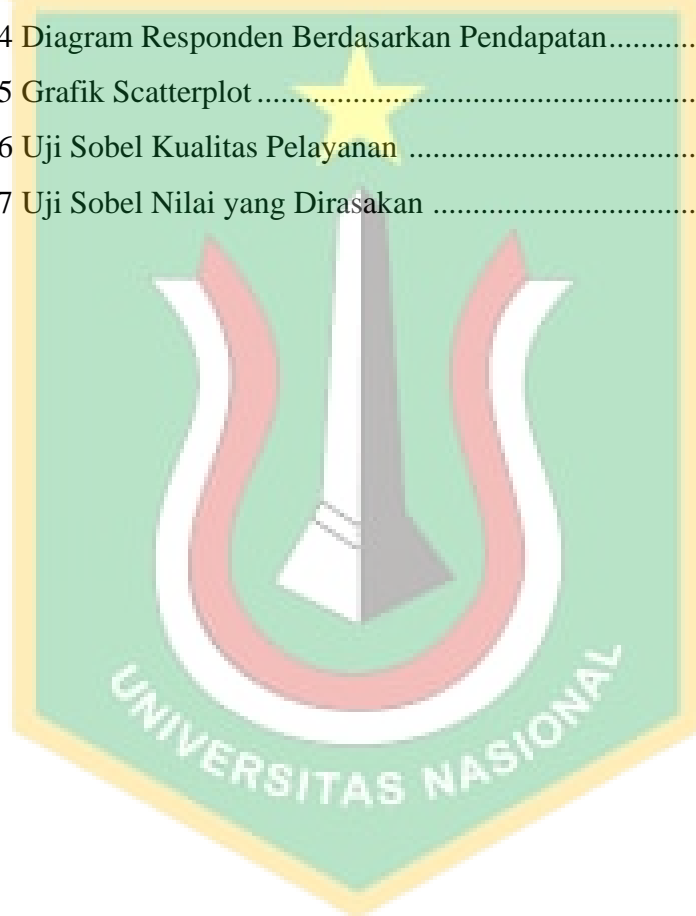 4 Diagram Responden Berdasarkan Pendapatan...........
5 Grafik Scatterplot..................................................
6 Uji Sobel Kualitas Pelayanan .................................
7 Uji Sobel Nilai yang Dirasakan ..............................
UNIVERSITAS NASIONAL